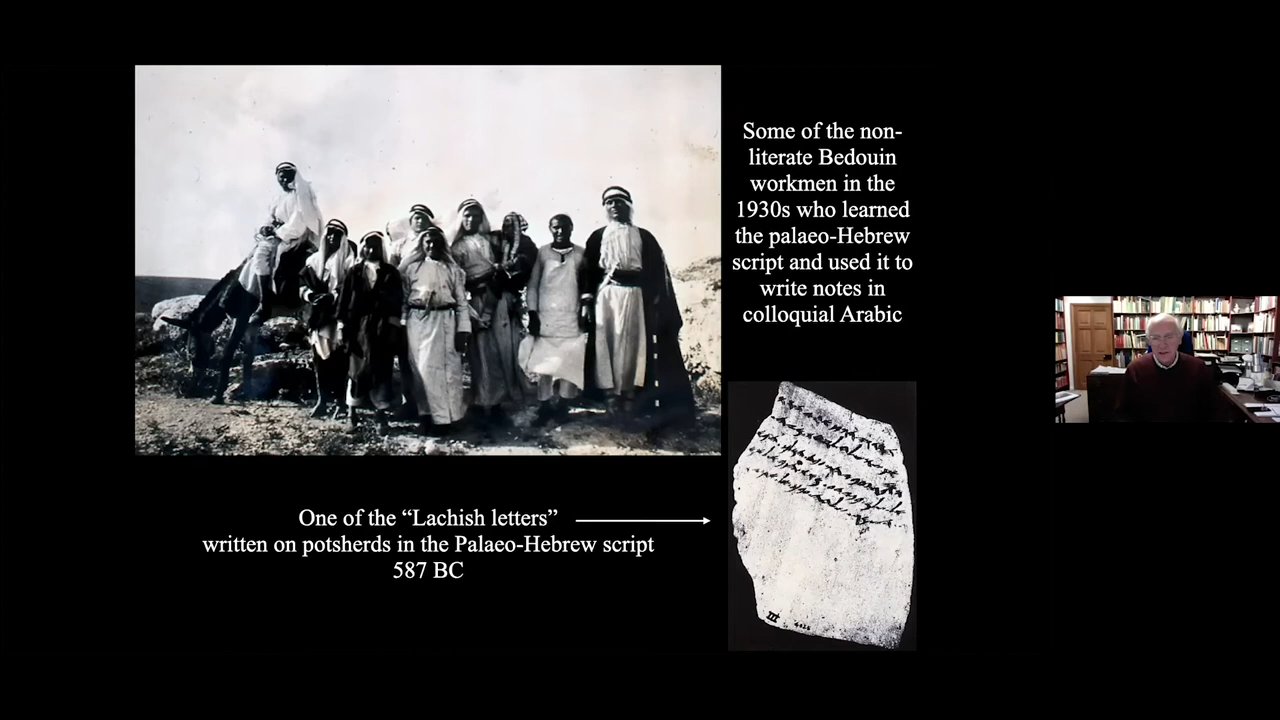 Some of the non-
literate Bedouin
workmen in the
1930s who learned
the palaeo-Hebrew
script and used it to
write notes in
colloquial Arabic
One of the “Lachish letters”
written on potsherds in the Palaeo-Hebrew script
587 BC
III